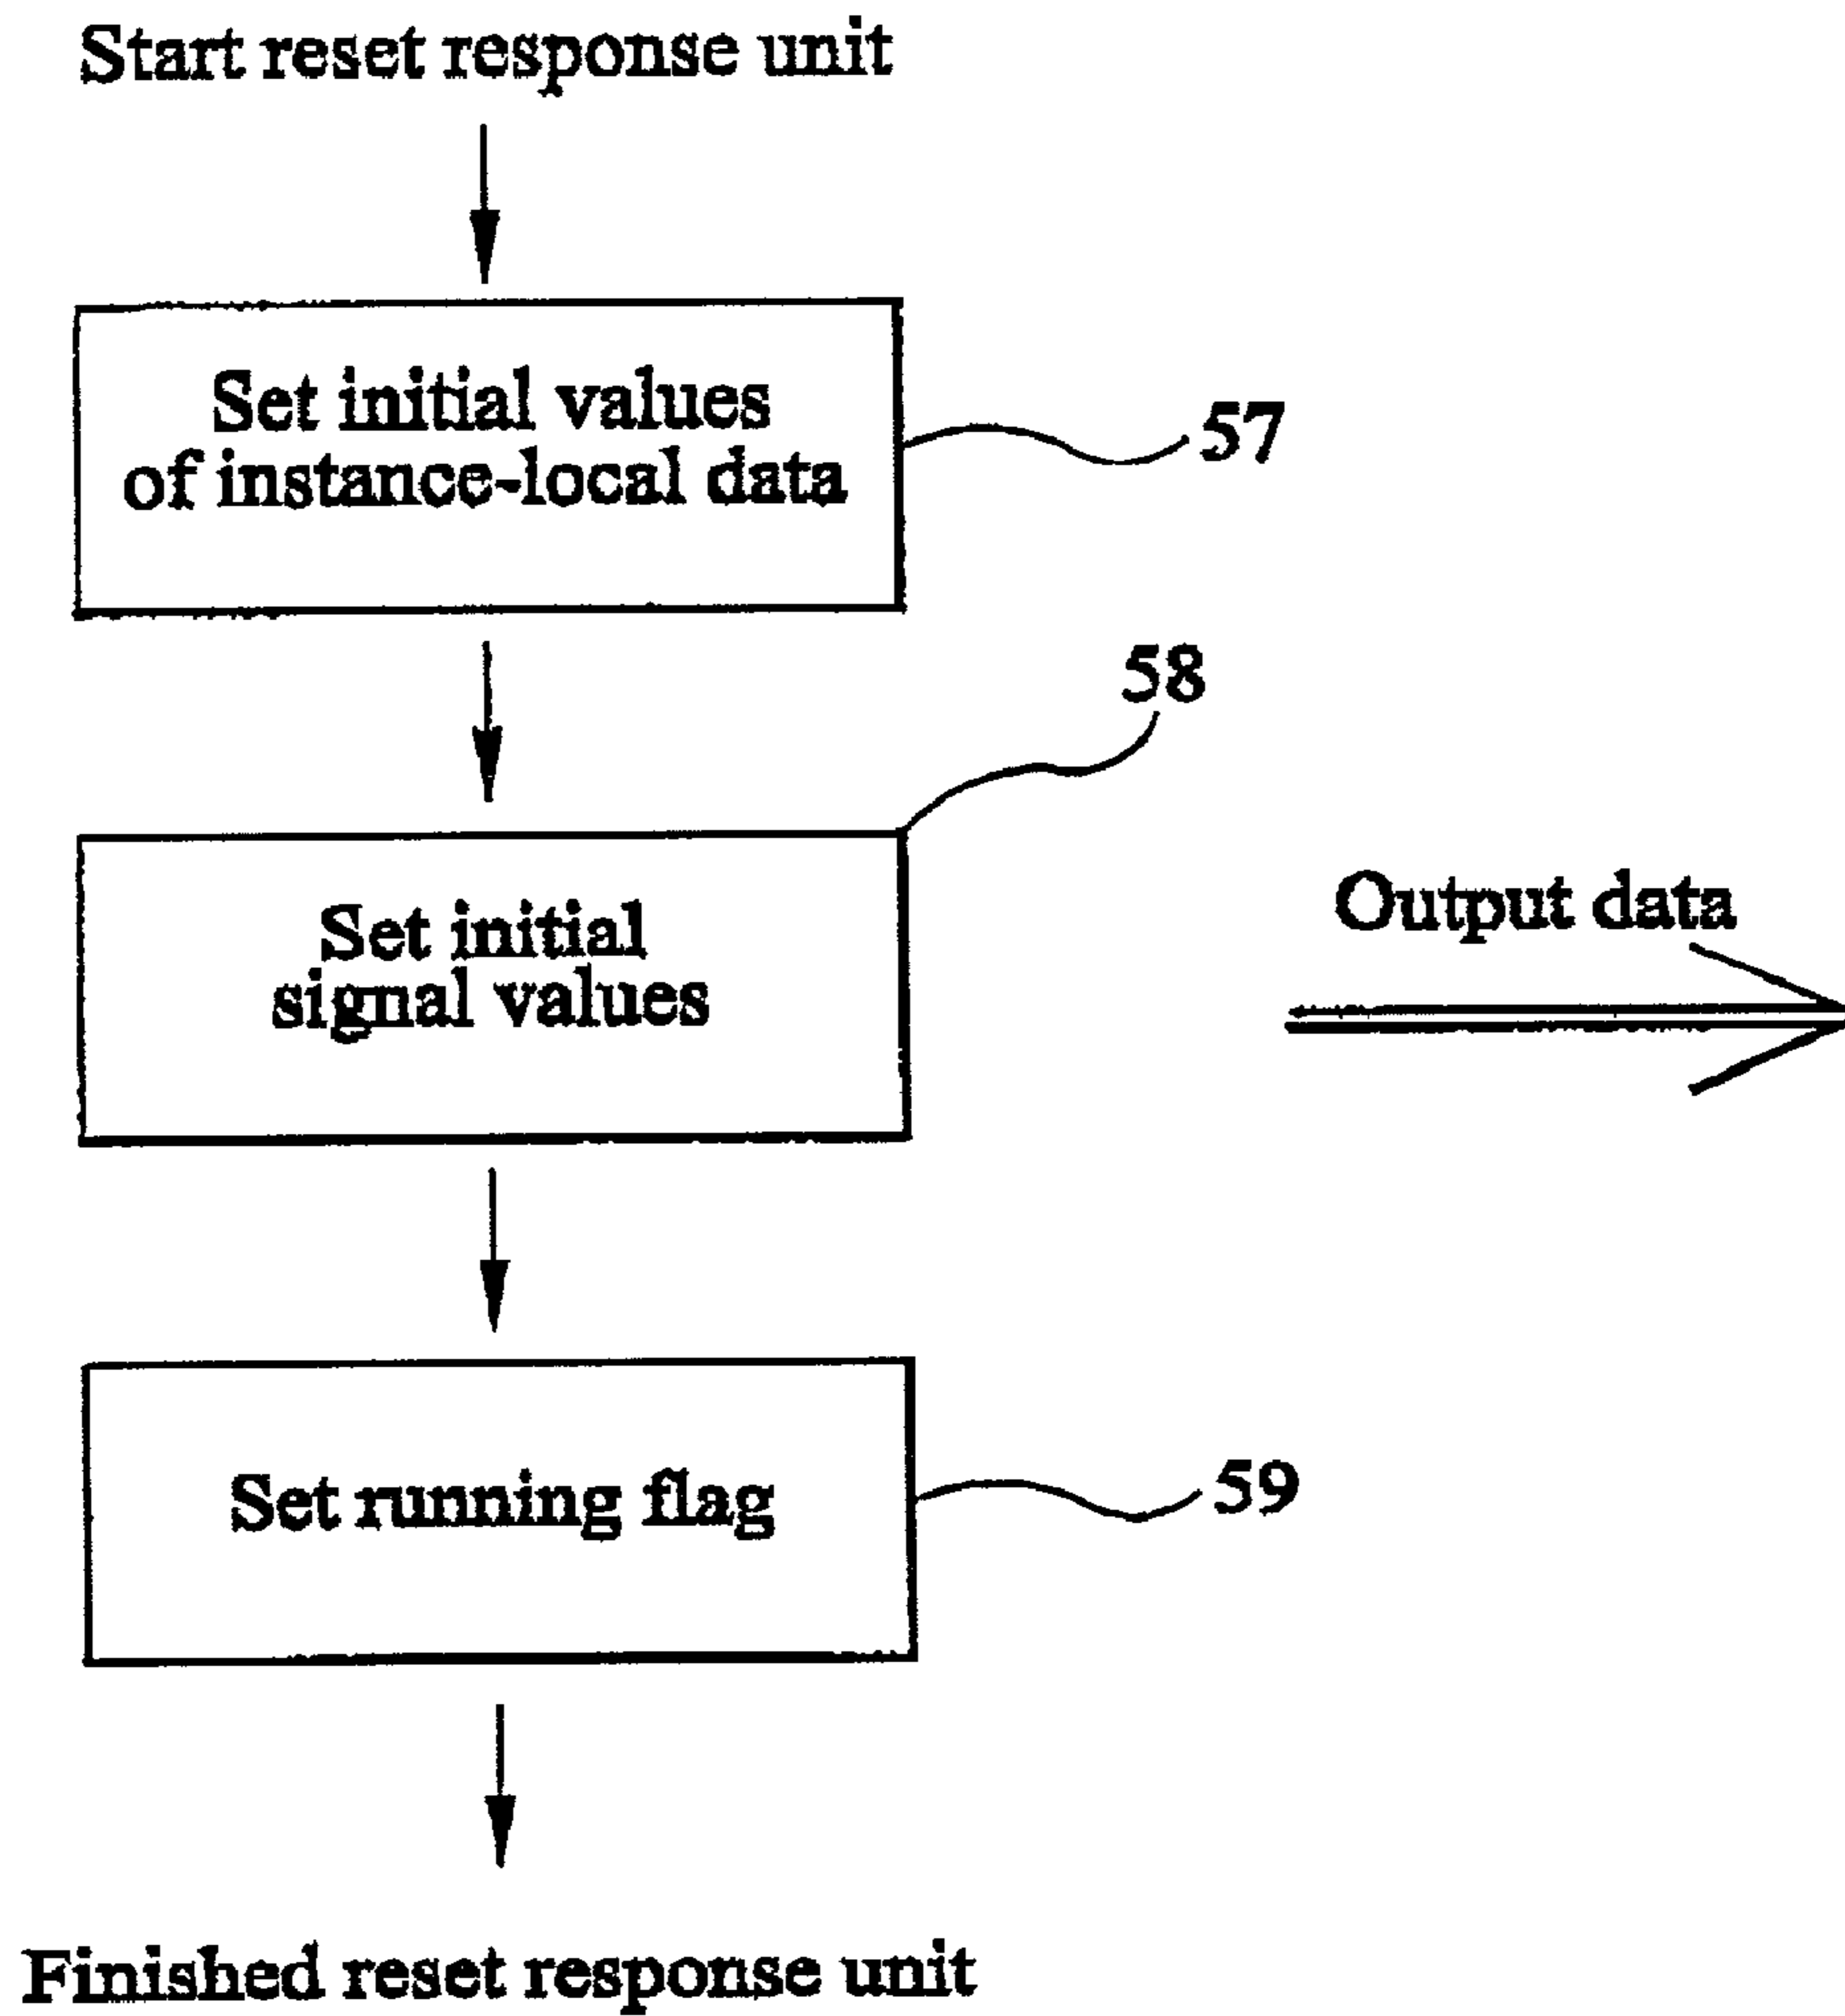 Start reset response unit
Set initial values
of instance-local data
57
58
Set initial
signal values
Output data
Set running flag
59
Finished reset response unit